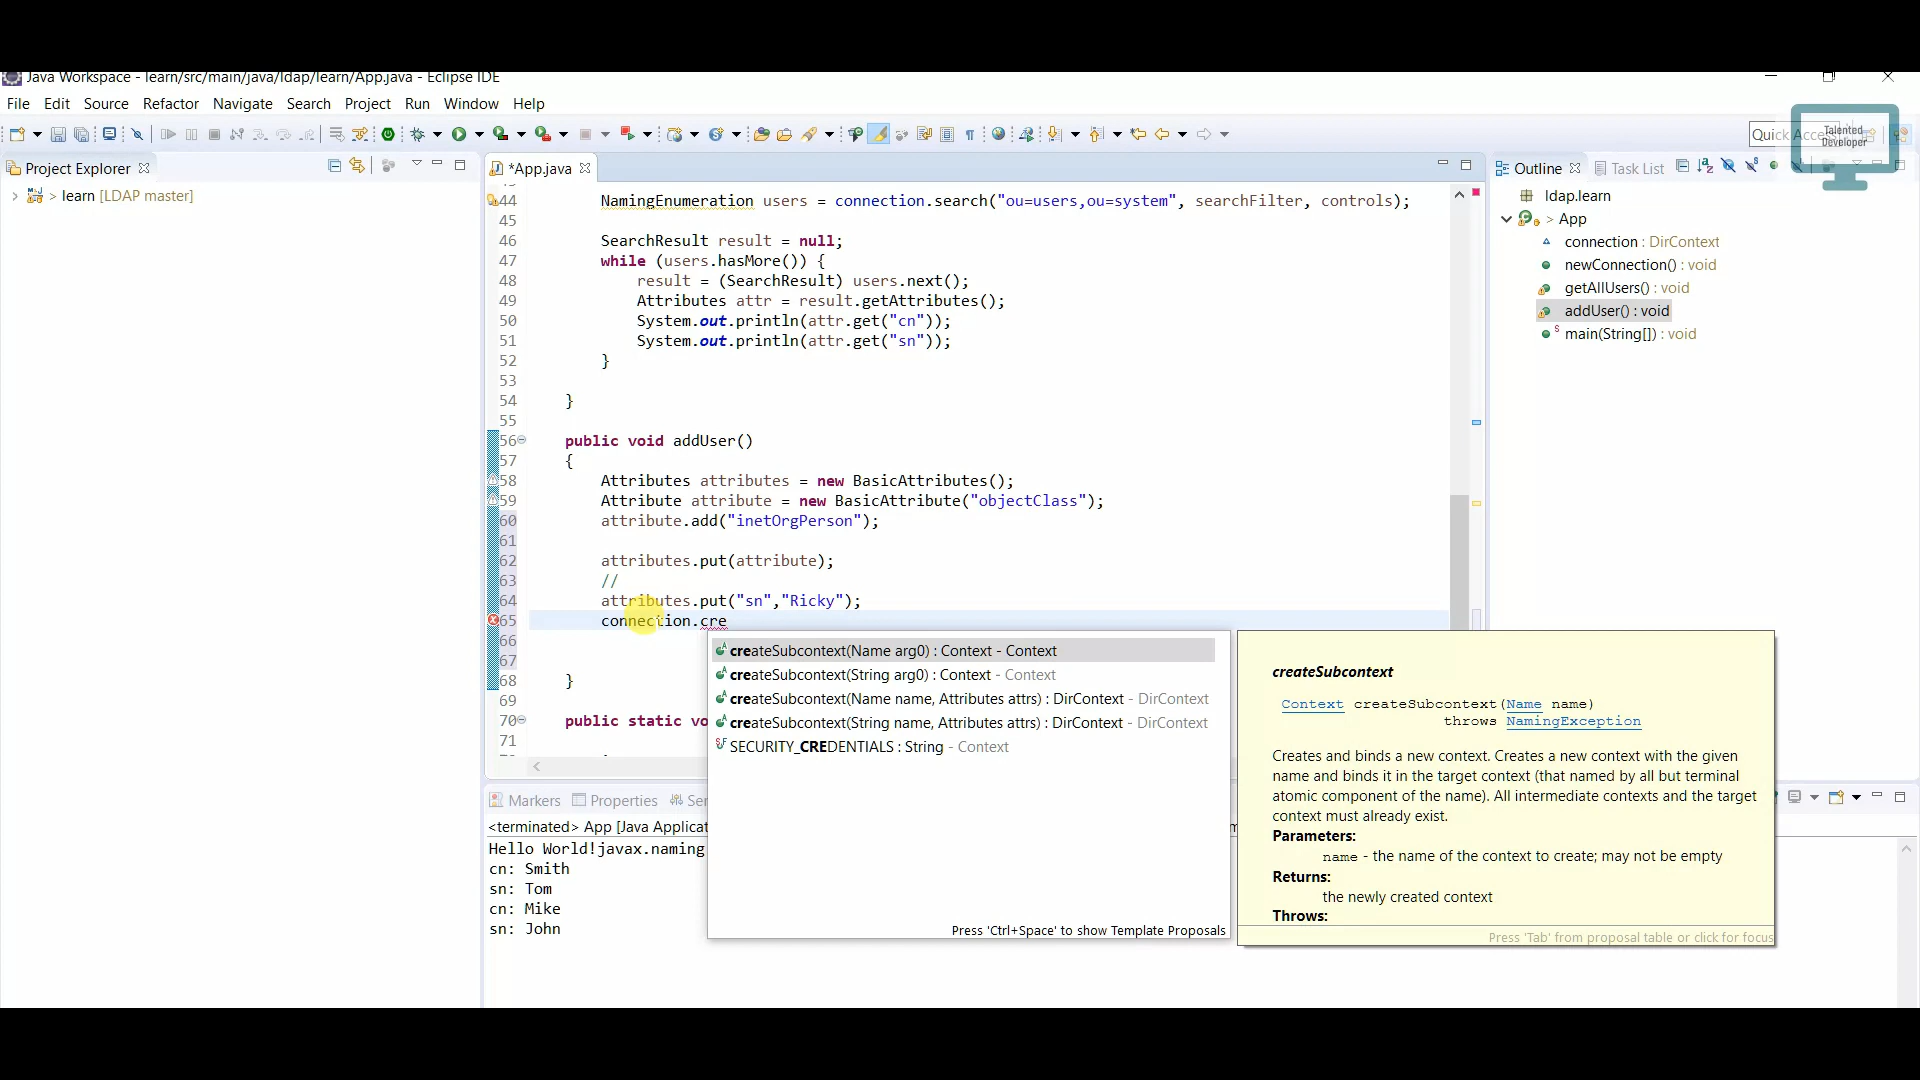 Java Workspace - learn/src/main/java/ldap/learn/App.java - Eclipse IDE
File Edit Source Refactor Navigate Search Project Run Window Help
Quick Access
Talented
Developer
Project Explorer
learn [LDAP master]
*App.java
44 NamingEnumeration users = connection.search("ou=users,ou=system", searchFilter, controls);
45
46 SearchResult result = null;
47 while (users.hasMore()) {
48 result = (SearchResult) users.next();
49 Attributes attr = result.getAttributes();
50 System.out.println(attr.get("cn"));
51 System.out.println(attr.get("sn"));
52 }
53
54 }
55
56 public void addUser()
57 {
58 Attributes attributes = new BasicAttributes();
59 Attribute attribute = new BasicAttribute("objectClass");
60 attribute.add("inetOrgPerson");
61
62 attributes.put(attribute);
63 //
64 attributes.put("sn","Ricky");
65 connection.cre
66
67
68 }
69
70 public static vo
71
createSubcontext(Name arg0) : Context - Context
createSubcontext(String arg0) : Context - Context
createSubcontext(Name name, Attributes attrs) : DirContext - DirContext
createSubcontext(String name, Attributes attrs) : DirContext - DirContext
SECURITY_CREDENTIALS : String - Context
Press 'Ctrl+Space' to show Template Proposals
createSubcontext
Context createSubcontext(Name name)
throws NamingException
Creates and binds a new context. Creates a new context with the given
name and binds it in the target context (that named by all but terminal
atomic component of the name). All intermediate contexts and the target
context must already exist.
Parameters:
name - the name of the context to create; may not be empty
Returns:
the newly created context
Throws:
Press 'Tab' from proposal table or click for focus
Outline Task List
ldap.learn
> App
connection : DirContext
newConnection() : void
getAllUsers() : void
addUser() : void
main(String[]) : void
Markers Properties Ser
<terminated> App [Java Applicat
Hello World!javax.naming
cn: Smith
sn: Tom
cn: Mike
sn: John